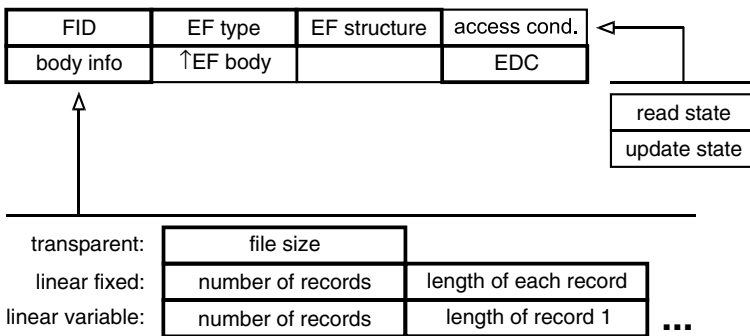 FID EF type EF structure access cond.
body info ↑EF body EDC
read state
update state
transparent: file size
linear fixed: number of records length of each record
linear variable: number of records length of record 1 ...